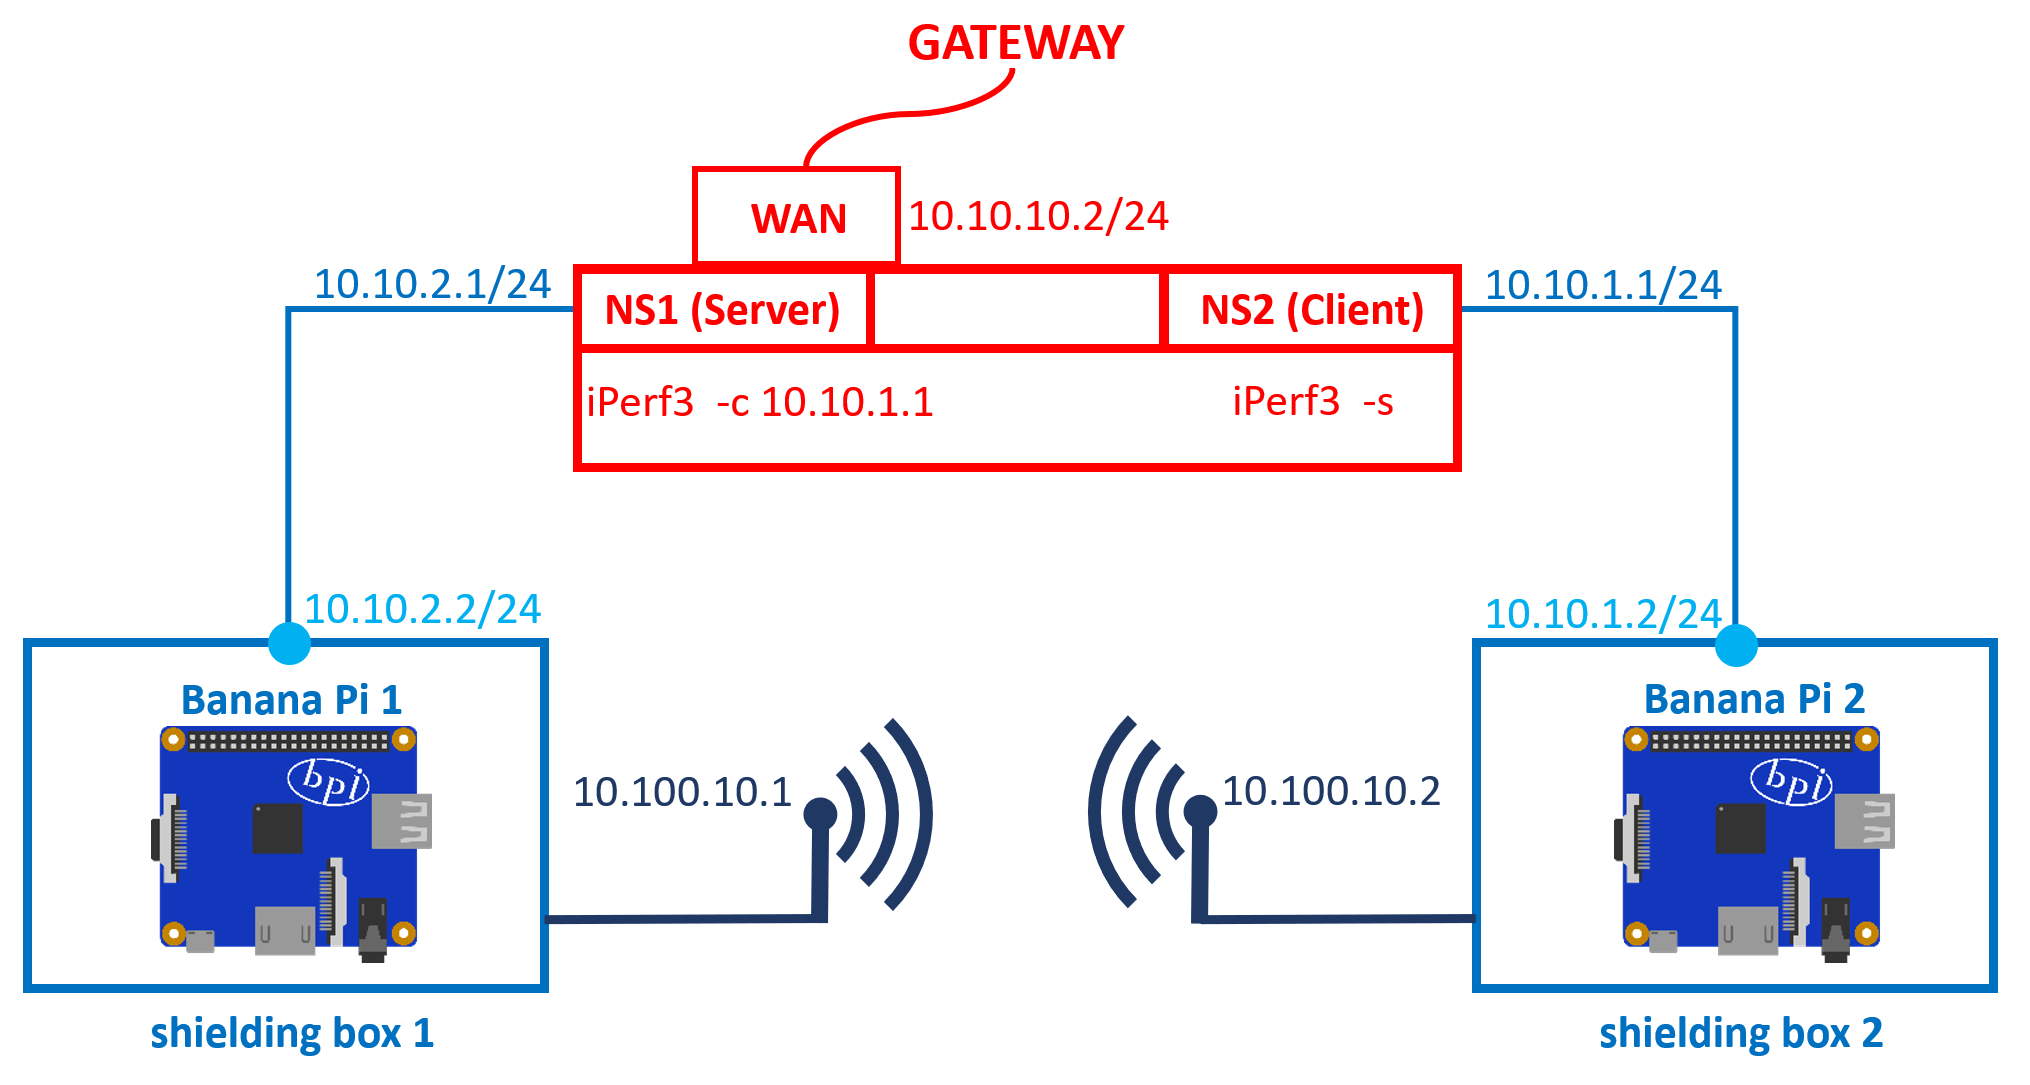 GATEWAY
WAN
10.10.10.2/24
10.10.2.1/24
NS1 (Server)
NS2 (Client)
10.10.1.1/24
iPerf3 -c 10.10.1.1
iPerf3 -s
10.10.2.2/24
10.10.1.2/24
Banana Pi 1
Banana Pi 2
bpi
bpi
10.100.10.1
10.100.10.2
shielding box 1
shielding box 2